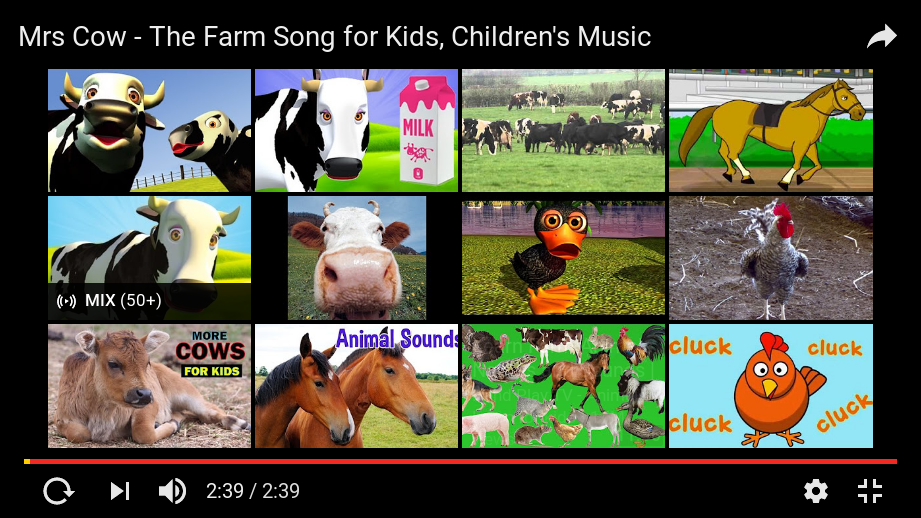 Mrs Cow - The Farm Song for Kids, Children's Music
MILK
MIX (50+)
MORE
COWS
FOR KIDS
Animal Sounds
cluck
cluck
cluck
cluck
2:39 / 2:39